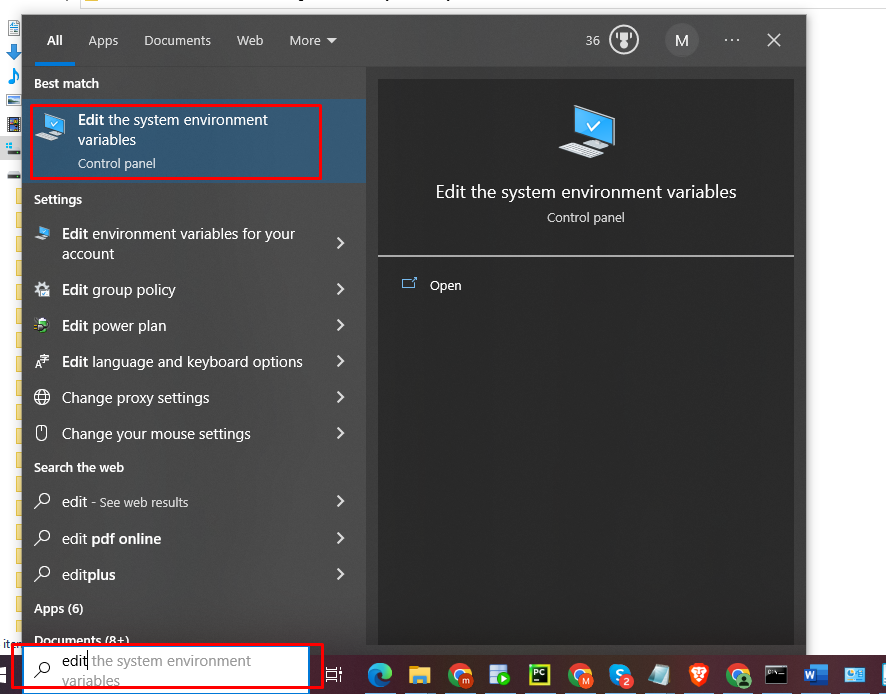 All Apps Documents Web More 36 M
Best match
Edit the system environment
variables
Control panel
Settings
Edit environment variables for your
account
Edit group policy
Edit power plan
Edit language and keyboard options
Change proxy settings
Change your mouse settings
Search the web
edit - See web results
edit pdf online
editplus
Apps (6)
Documents (8+)
Edit the system environment variables
Control panel
Open
edit the system environment
variables